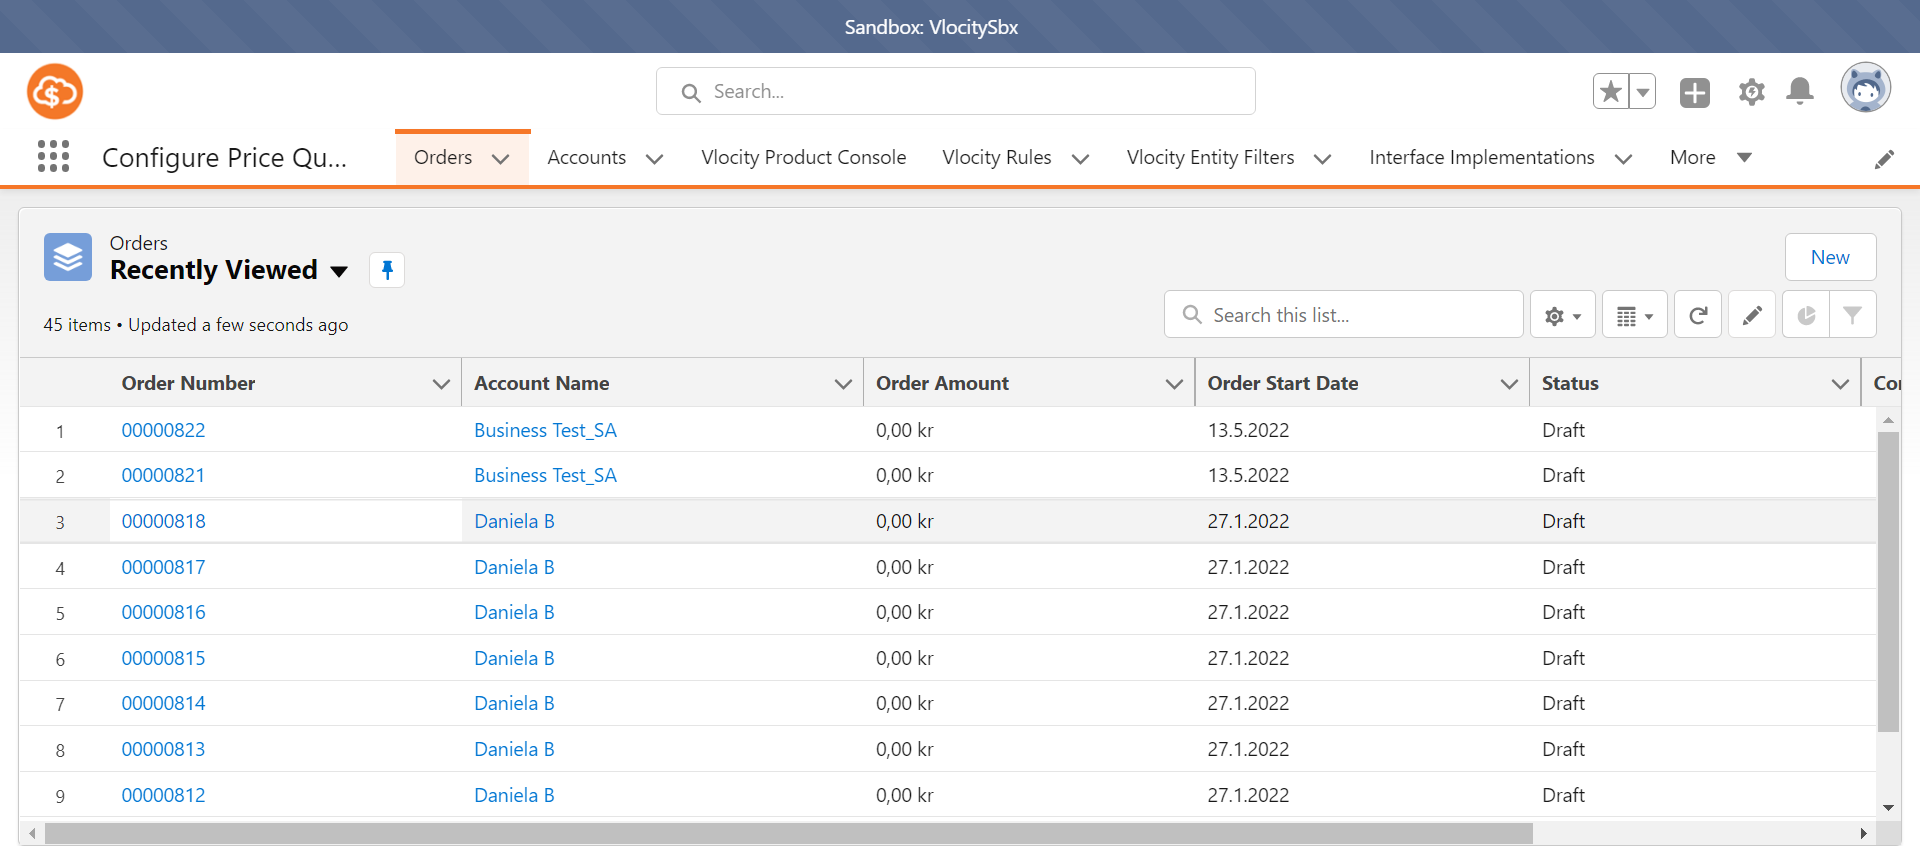 Sandbox: VlocitySbx
Search...
Configure Price Qu... Orders Accounts Vlocity Product Console Vlocity Rules Vlocity Entity Filters Interface Implementations More
Orders
Recently Viewed
New
45 items • Updated a few seconds ago
Search this list...
Order Number Account Name Order Amount Order Start Date Status Co
1 00000822 Business Test_SA 0,00 kr 13.5.2022 Draft
2 00000821 Business Test_SA 0,00 kr 13.5.2022 Draft
3 00000818 Daniela B 0,00 kr 27.1.2022 Draft
4 00000817 Daniela B 0,00 kr 27.1.2022 Draft
5 00000816 Daniela B 0,00 kr 27.1.2022 Draft
6 00000815 Daniela B 0,00 kr 27.1.2022 Draft
7 00000814 Daniela B 0,00 kr 27.1.2022 Draft
8 00000813 Daniela B 0,00 kr 27.1.2022 Draft
9 00000812 Daniela B 0,00 kr 27.1.2022 Draft